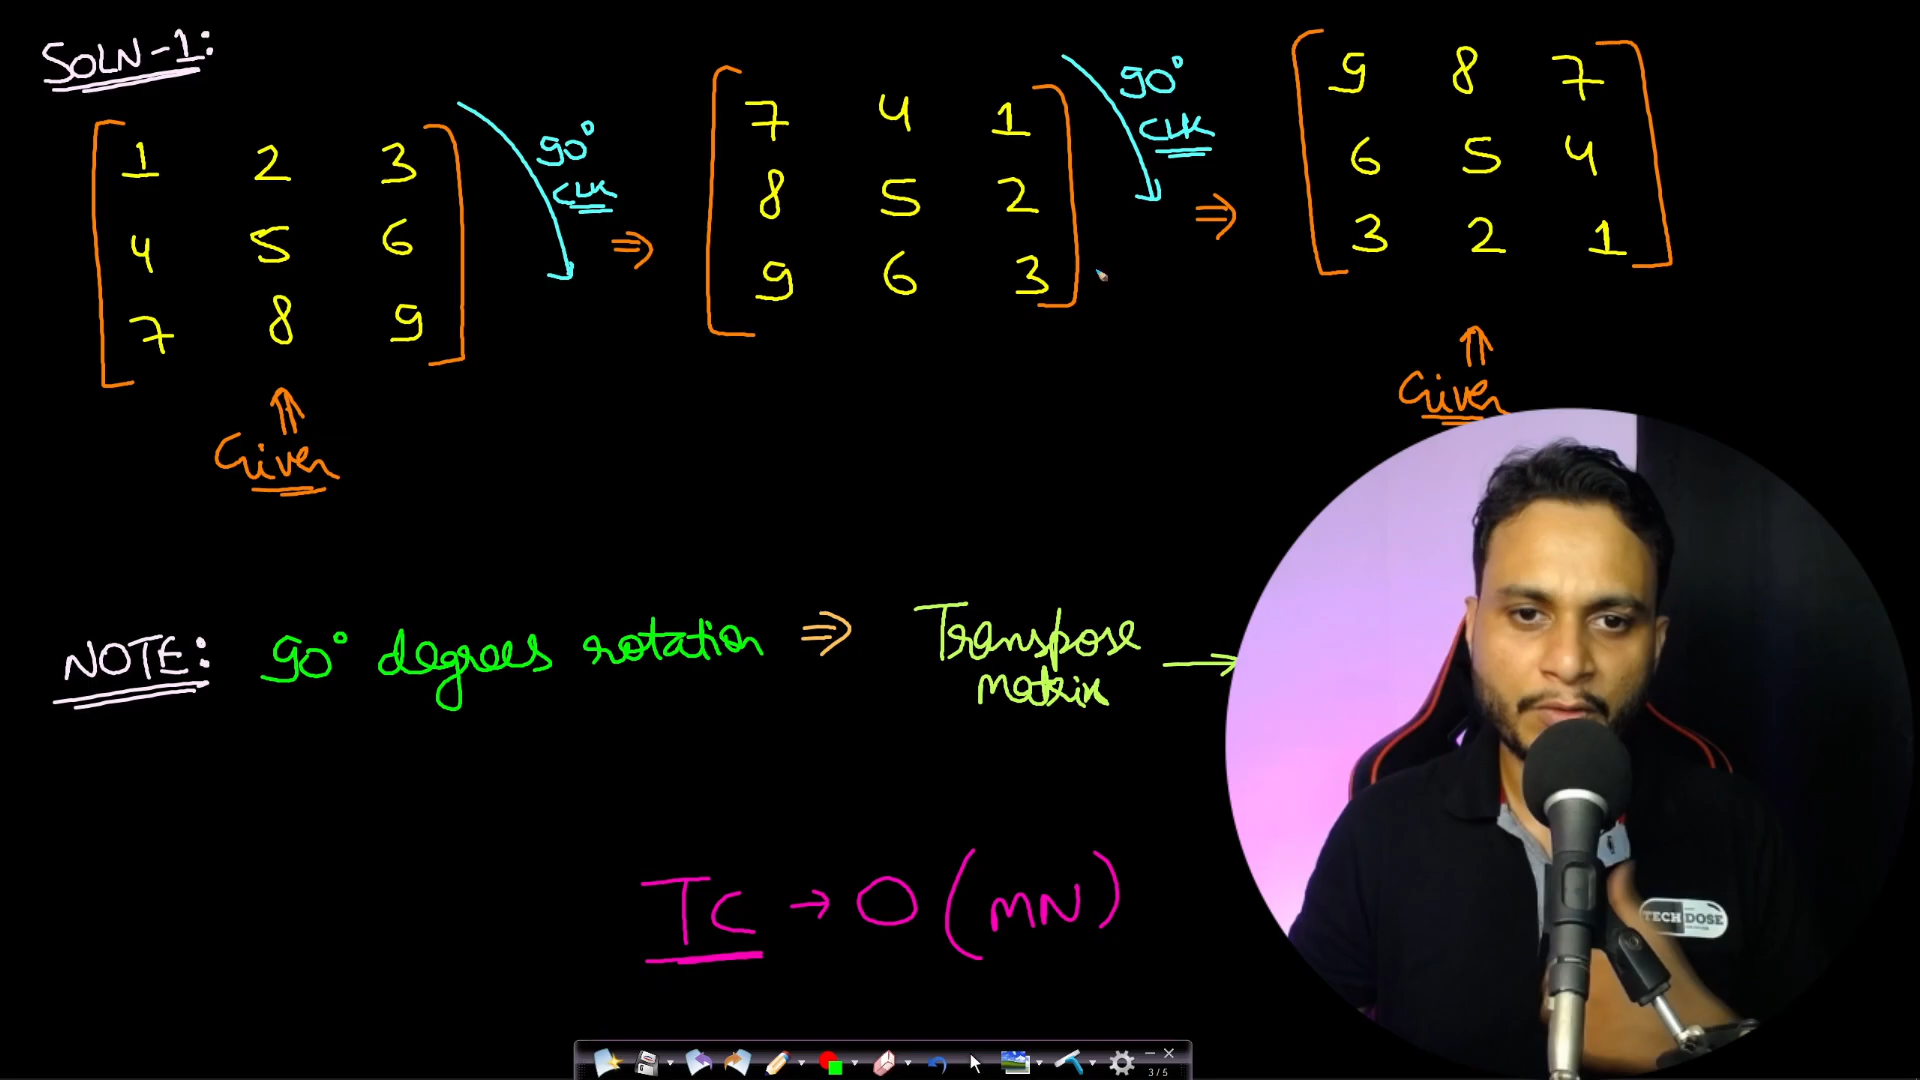 SOLN-1:
1 2 3
4 5 6
7 8 9
90°
CLK
⇒
7 4 1
8 5 2
9 6 3
90°
CLK
⇒
9 8 7
6 5 4
3 2 1
⇑
Given
⇑
Given
NOTE: 90° degrees rotation ⇒ Transpose
matrix →
TC → O(MN)
TECH DOSE
3/5